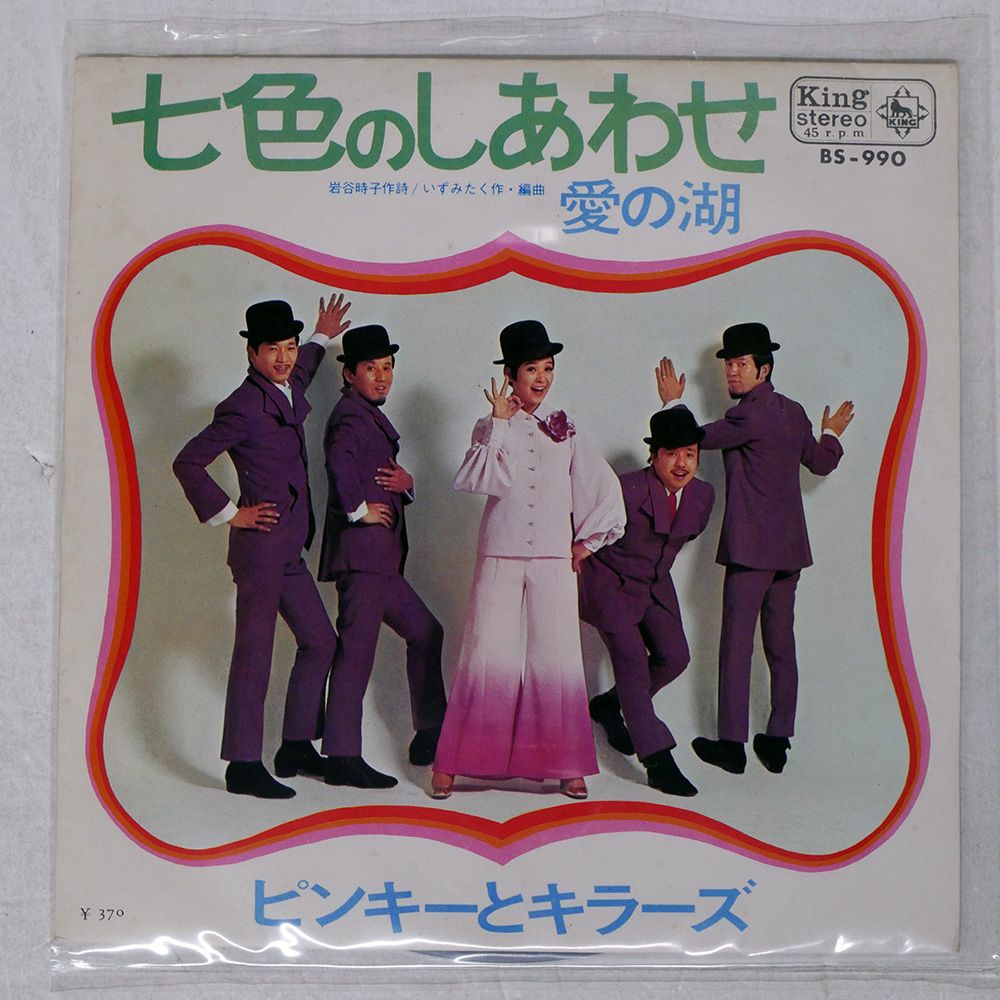 七色のしあわせ
King
stereo
45 r.p.m
KING
BS-990
岩谷時子作詩/いずみたく作・編曲
愛の湖
ピンキーとキラーズ
¥ 370